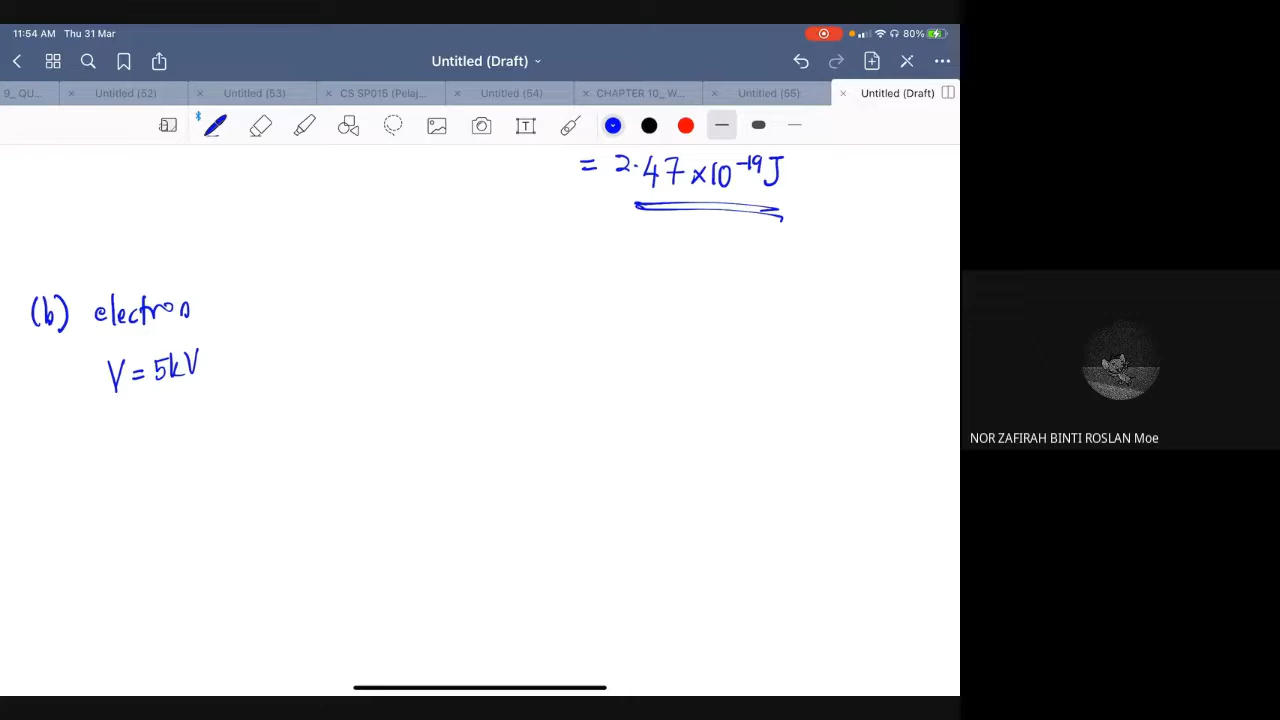 11:54 AM Thu 31 Mar
80%
Untitled (Draft)
9_ QU...
Untitled (52)
Untitled (53)
CS SP015 (Pelaj...
Untitled (54)
CHAPTER 10_ W...
Untitled (55)
Untitled (Draft)
T
= 2.47 × 10⁻¹⁹ J
(b) electron
V = 5kV
NOR ZAFIRAH BINTI ROSLAN Moe